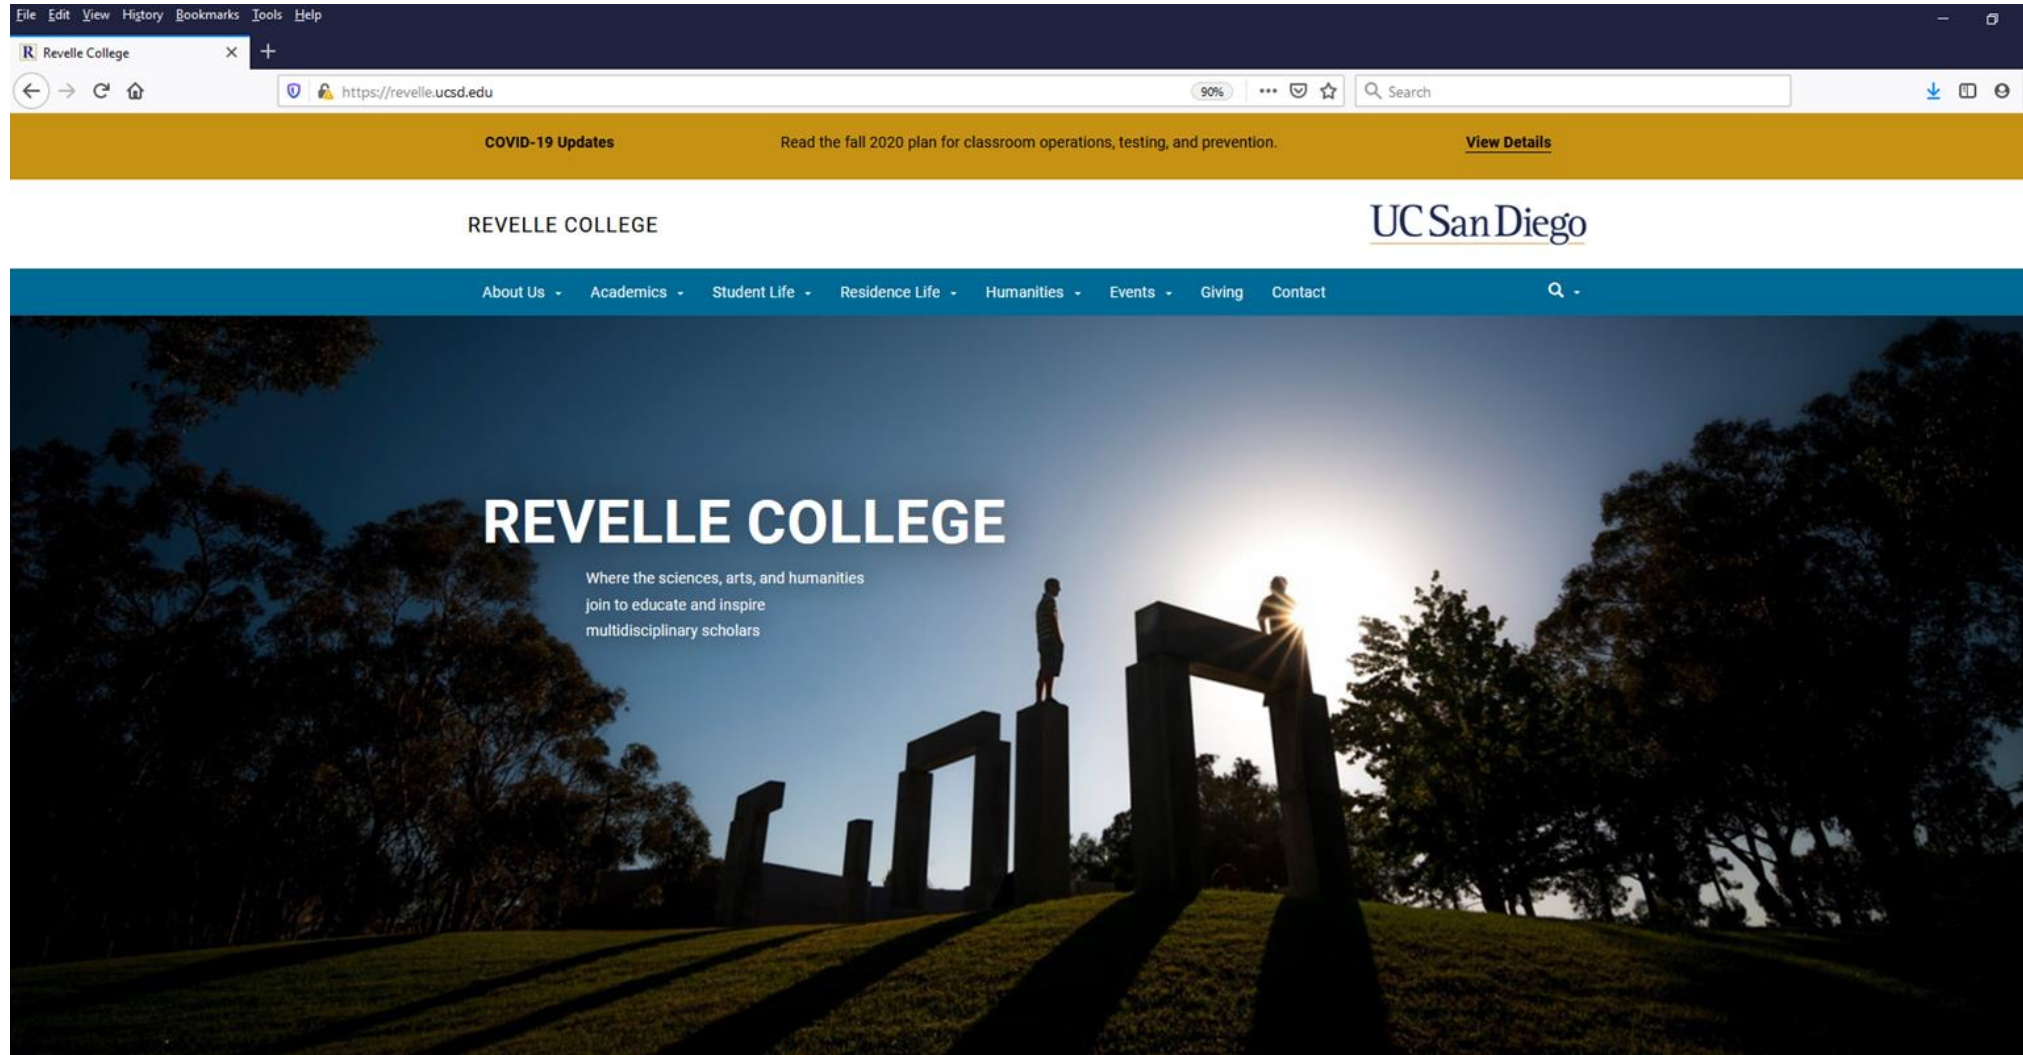 File Edit View History Bookmarks Tools Help
R Revelle College
https://revelle.ucsd.edu 90% Search
COVID-19 Updates Read the fall 2020 plan for classroom operations, testing, and prevention. View Details
REVELLE COLLEGE UC San Diego
About Us Academics Student Life Residence Life Humanities Events Giving Contact
REVELLE COLLEGE
Where the sciences, arts, and humanities
join to educate and inspire
multidisciplinary scholars